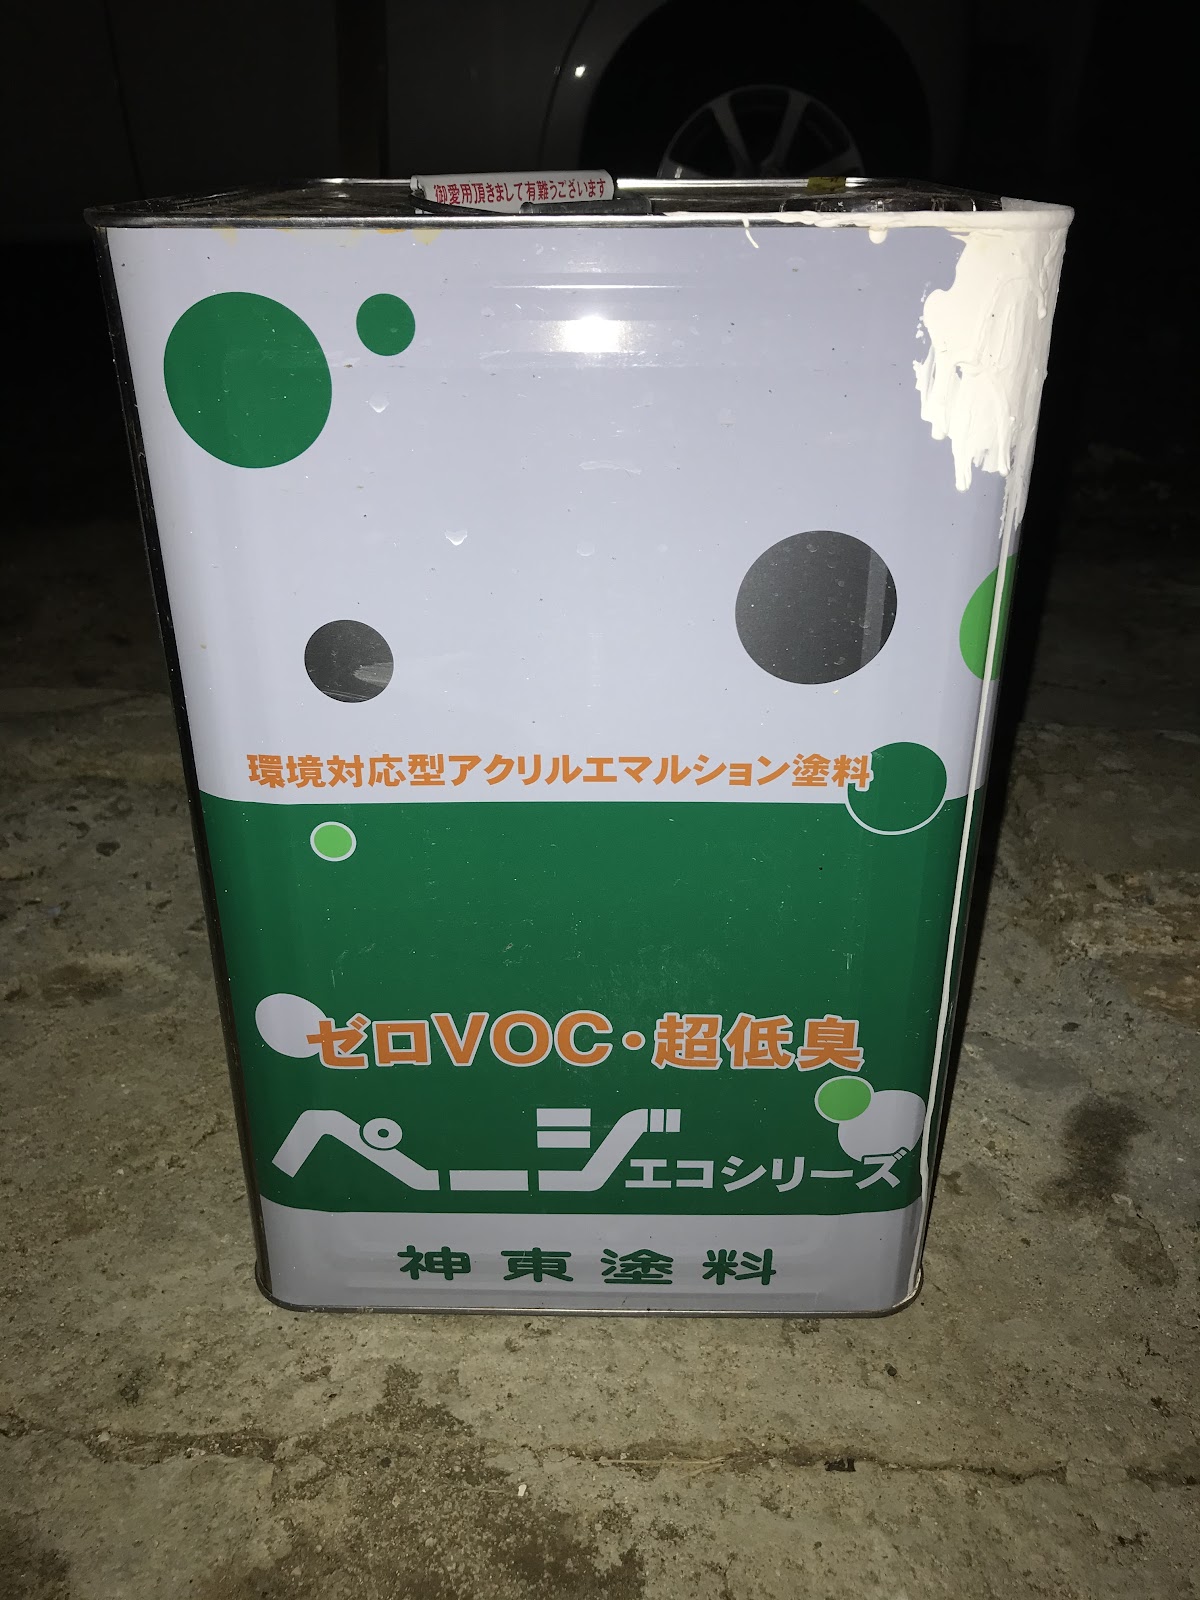 御愛用頂きまして有難うございます
環境対応型アクリルエマルション塗料
ゼロVOC・超低臭
ページエコシリーズ
神東塗料